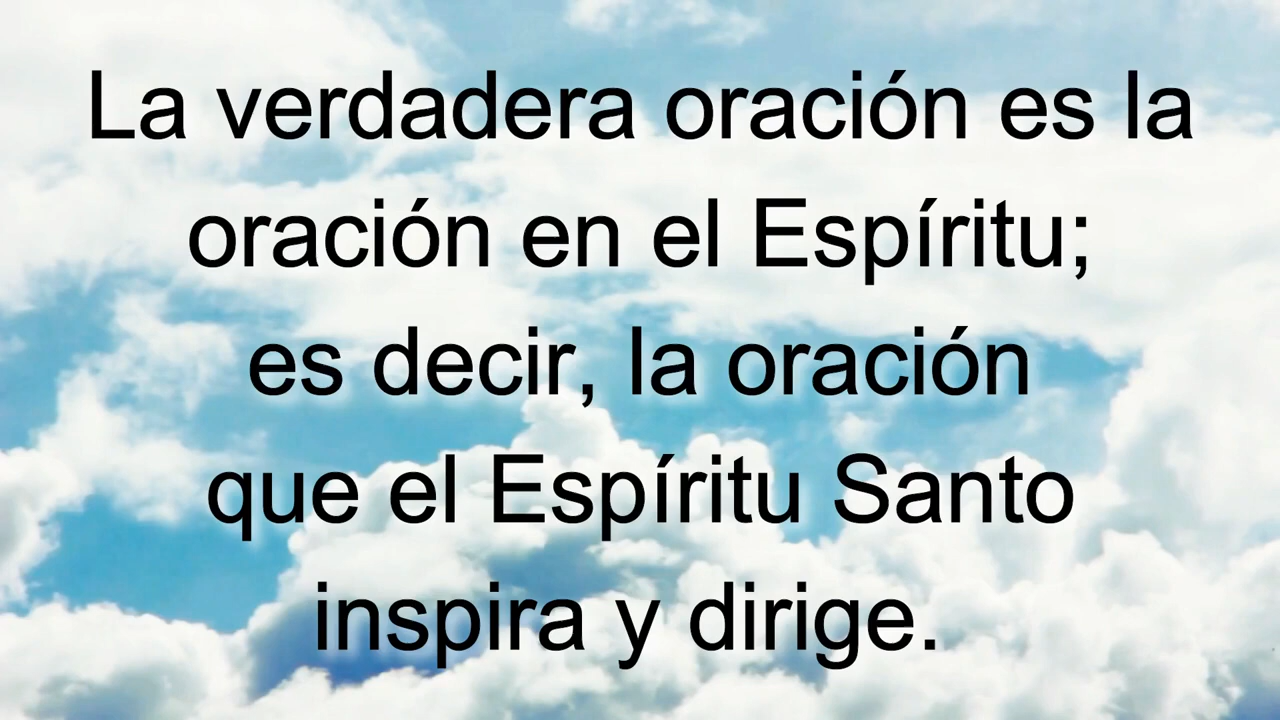 La verdadera oración es la
oración en el Espíritu;
es decir, la oración
que el Espíritu Santo
inspira y dirige.